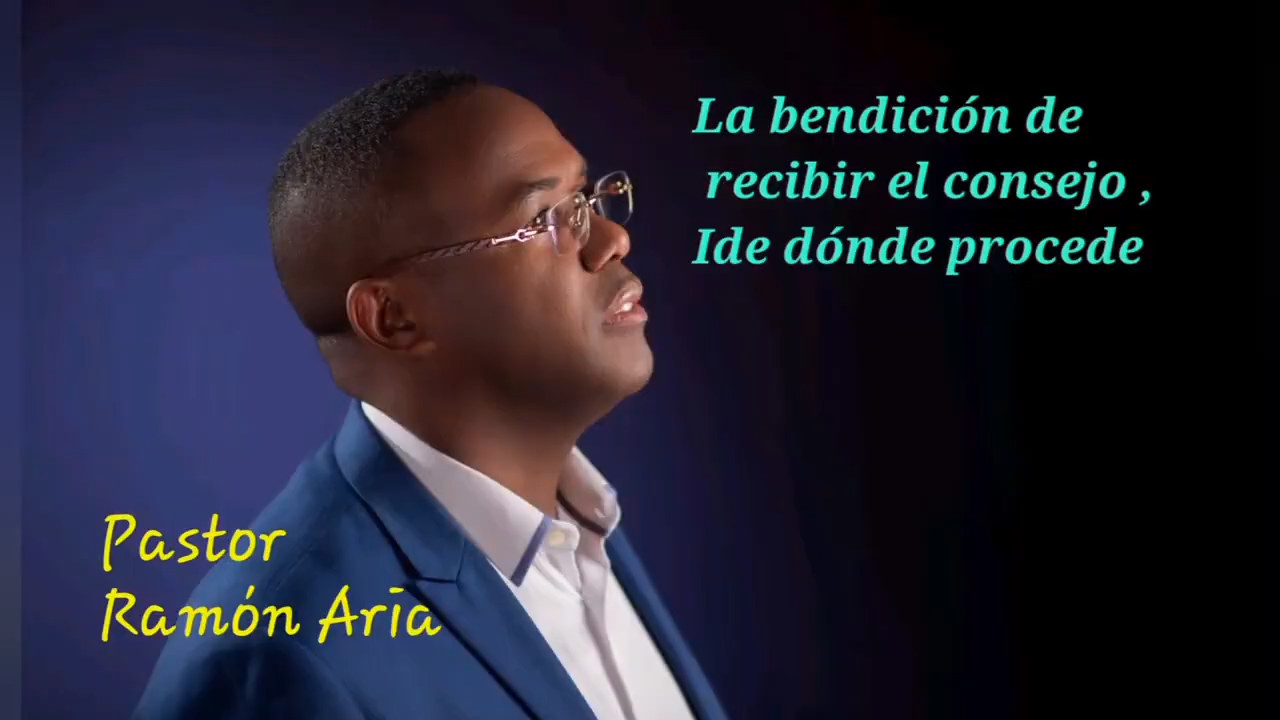 La bendición de
recibir el consejo ,
Ide dónde procede
Pastor
Ramón Aria